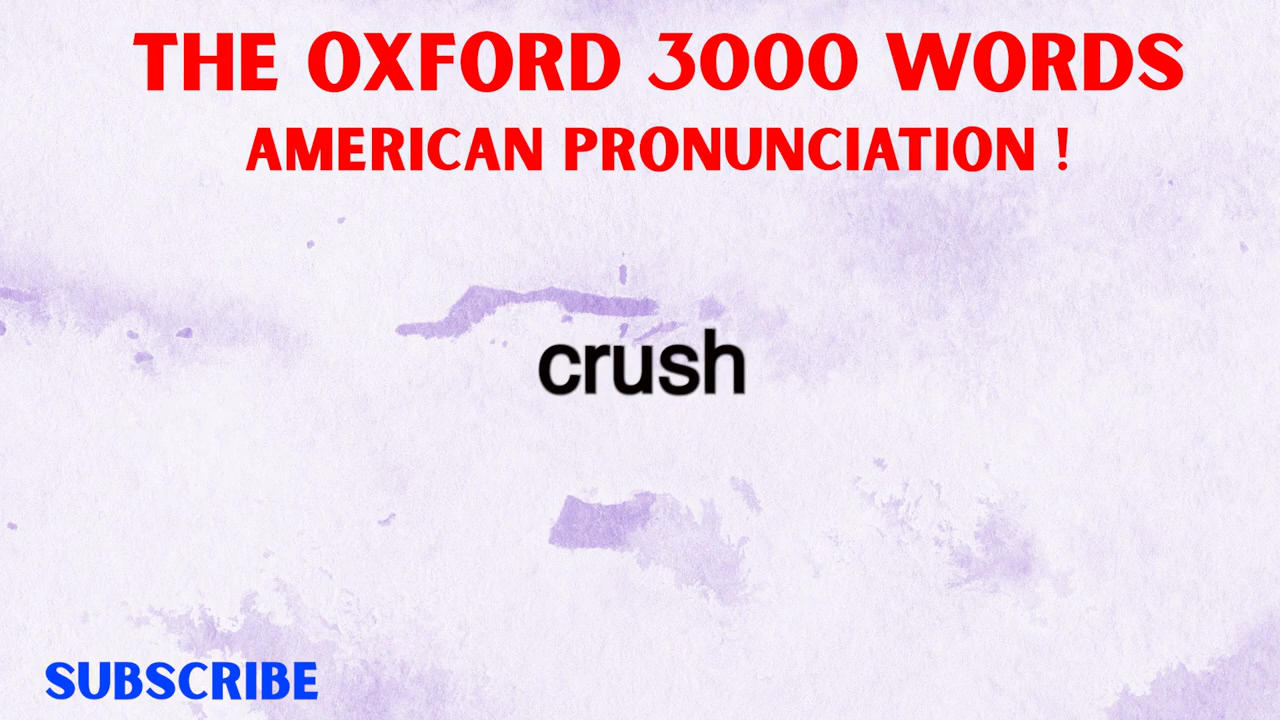 THE OXFORD 3000 WORDS
AMERICAN PRONUNCIATION !
crush
SUBSCRIBE